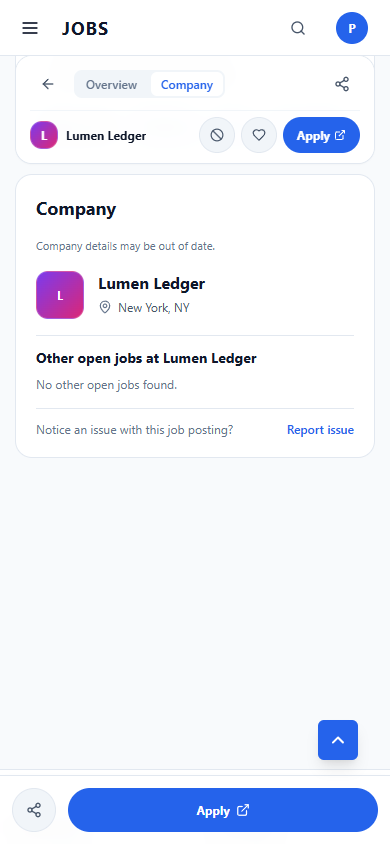 JOBS
P
Overview
Company
L
Lumen Ledger
Apply
Company
Company details may be out of date.
L
Lumen Ledger
New York, NY
Other open jobs at Lumen Ledger
No other open jobs found.
Notice an issue with this job posting? Report issue
Apply